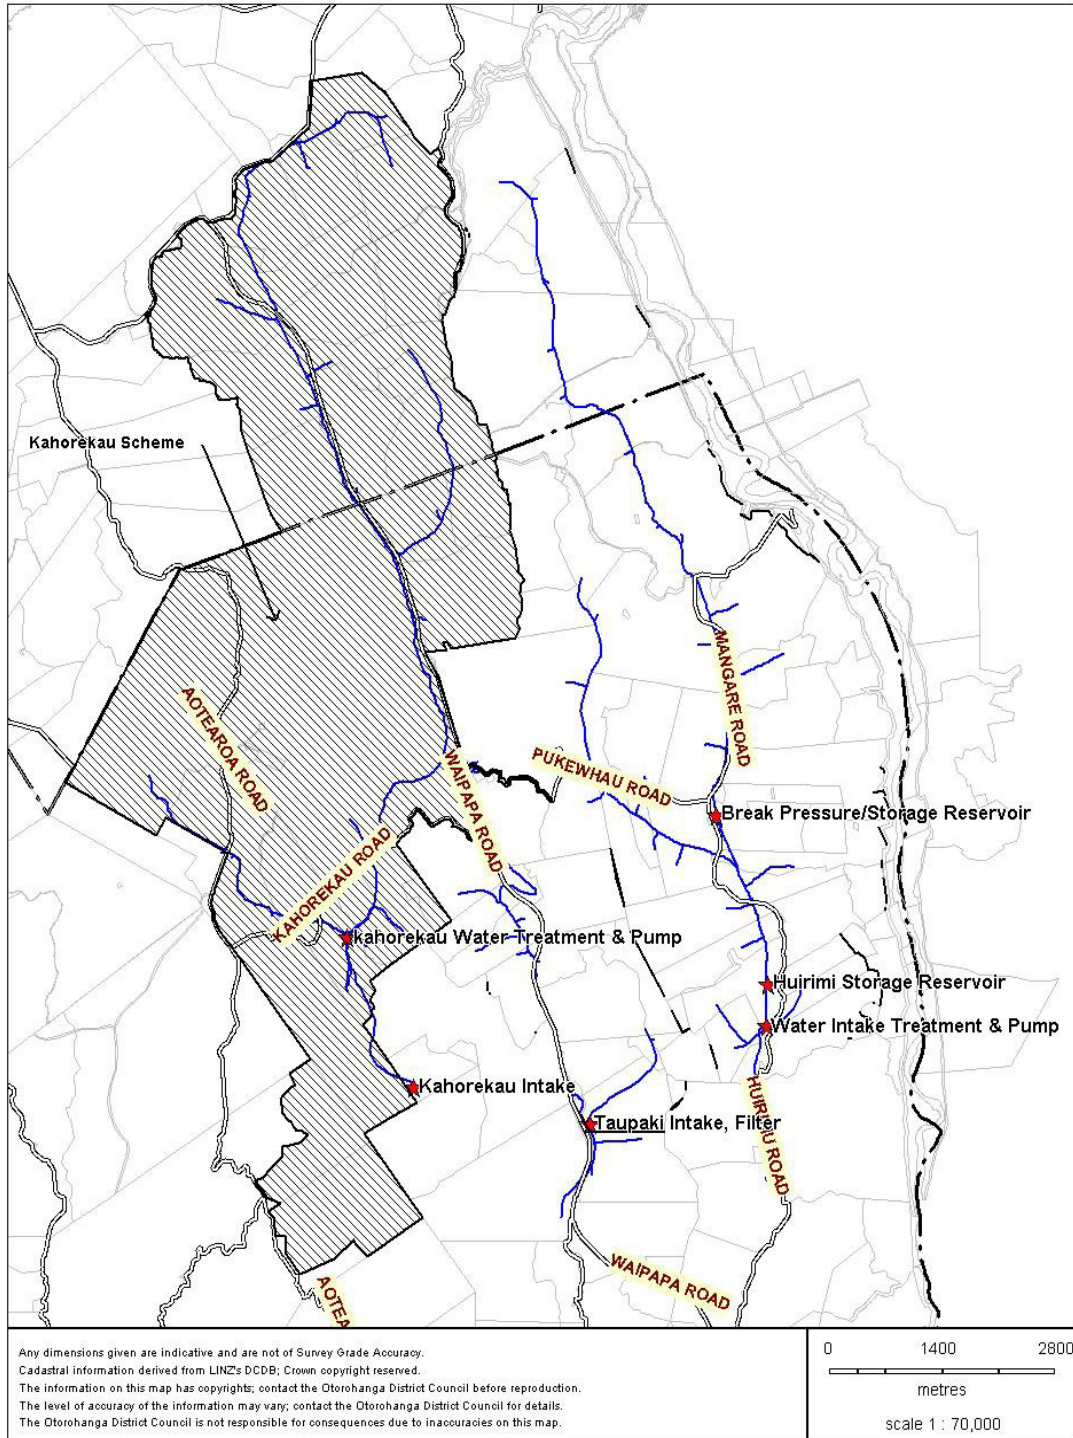 Kahorekau Scheme
MANGARE ROAD
AOTEAROA ROAD
WAIPAPA ROAD
PUKEWHAU ROAD
Break Pressure/Storage Reservoir
KAHOREKAU ROAD
kahorekau Water Treatment & Pump
Huirimi Storage Reservoir
Water Intake Treatment & Pump
Kahorekau Intake
Taupaki Intake, Filter
ROAD
WAIPAPA ROAD
AOTEA
Any dimensions given are indicative and are not of Survey Grade Accuracy.
Cadastral information derived from LINZ's DCDB; Crown copyright reserved.
The information on this map has copyrights; contact the Otorohanga District Council before reproduction.
The level of accuracy of the information may vary; contact the Otorohanga District Council for details.
The Otorohanga District Council is not responsible for consequences due to inaccuracies on this map.
0 1400 2800
metres
scale 1 : 70,000